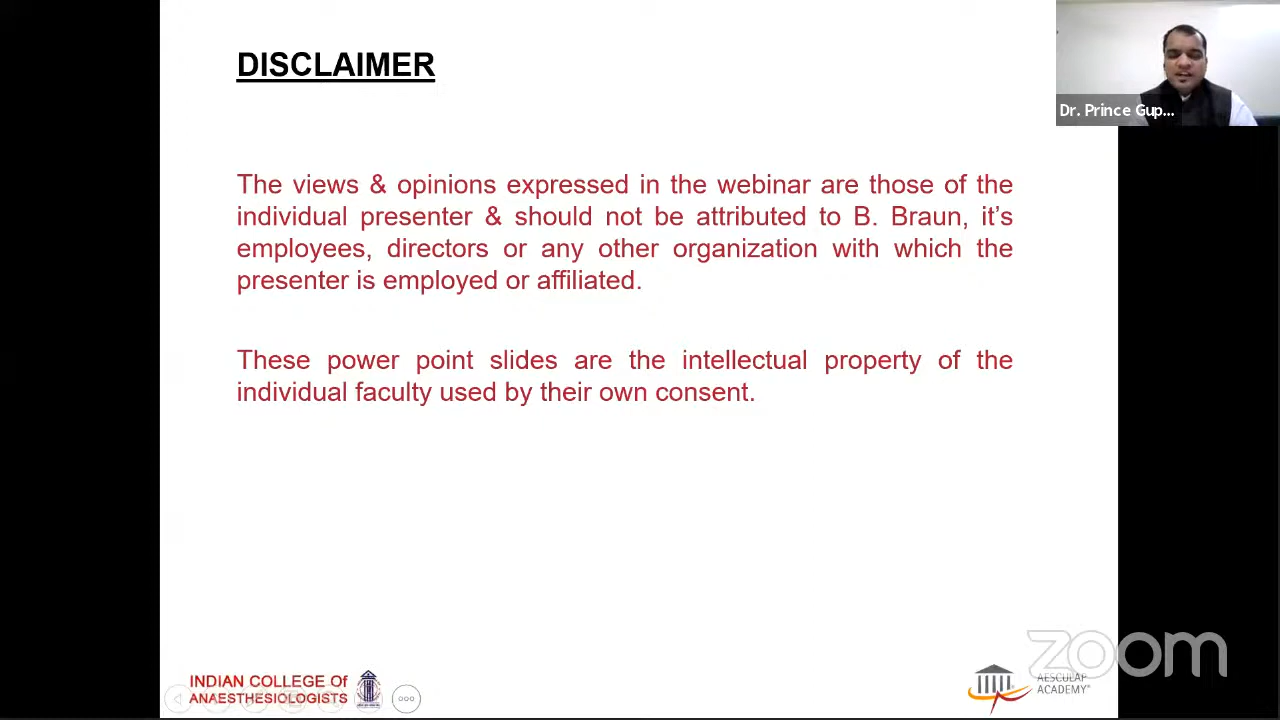 DISCLAIMER
Dr. Prince Gup...
The views & opinions expressed in the webinar are those of the
individual presenter & should not be attributed to B. Braun, it’s
employees, directors or any other organization with which the
presenter is employed or affiliated.
These power point slides are the intellectual property of the
individual faculty used by their own consent.
INDIAN COLLEGE Of
ANAESTHESIOLOGISTS
AESCULAP
ACADEMY®
zoom